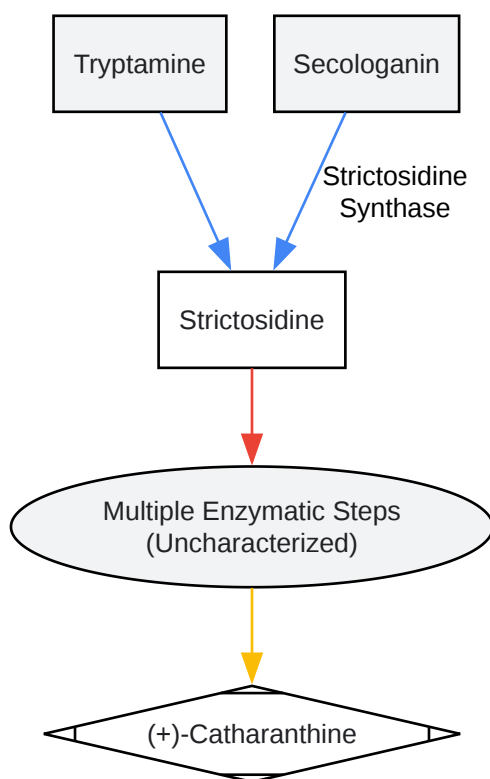 Tryptamine
Secologanin
Strictosidine
Synthase
Strictosidine
Multiple Enzymatic Steps
(Uncharacterized)
(+)-Catharanthine